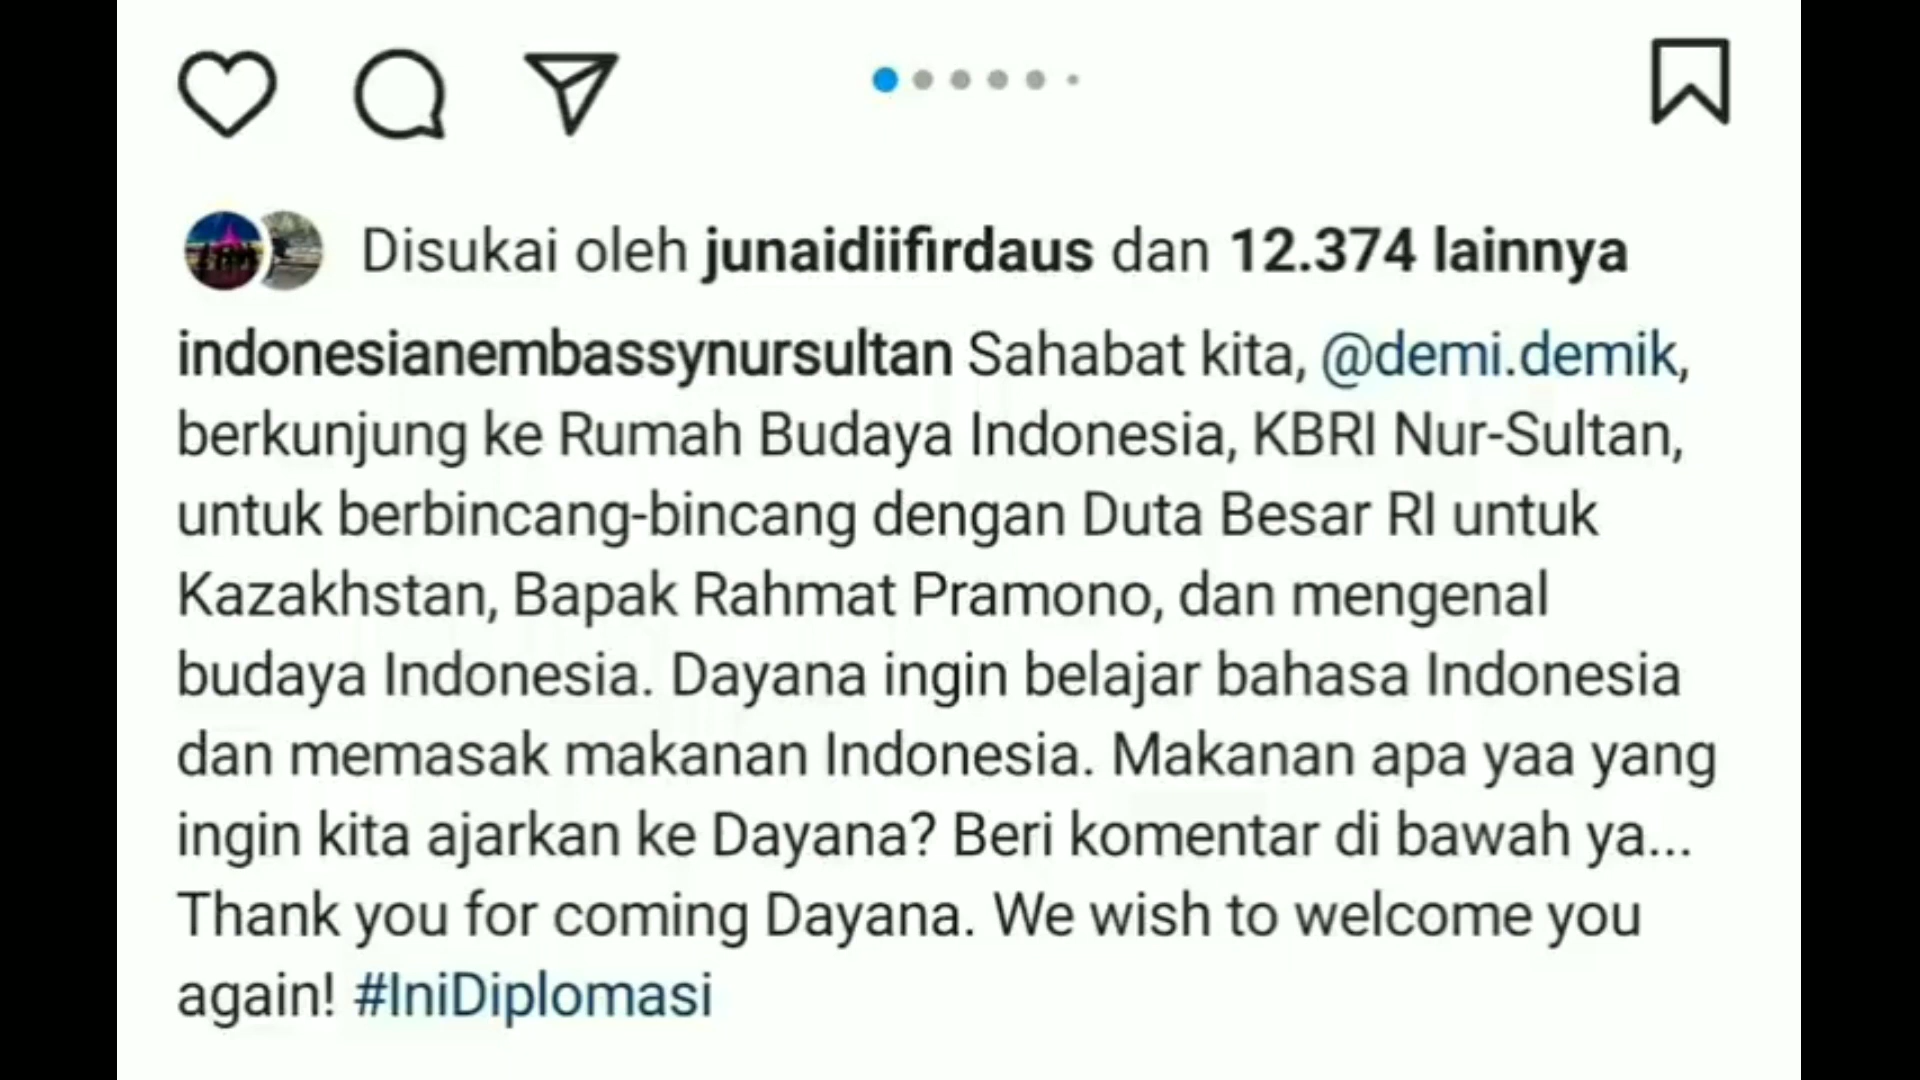 Disukai oleh junaidiifirdaus dan 12.374 lainnya
indonesianembassynursultan Sahabat kita, @demi.demik,
berkunjung ke Rumah Budaya Indonesia, KBRI Nur-Sultan,
untuk berbincang-bincang dengan Duta Besar RI untuk
Kazakhstan, Bapak Rahmat Pramono, dan mengenal
budaya Indonesia. Dayana ingin belajar bahasa Indonesia
dan memasak makanan Indonesia. Makanan apa yaa yang
ingin kita ajarkan ke Dayana? Beri komentar di bawah ya...
Thank you for coming Dayana. We wish to welcome you
again! #IniDiplomasi